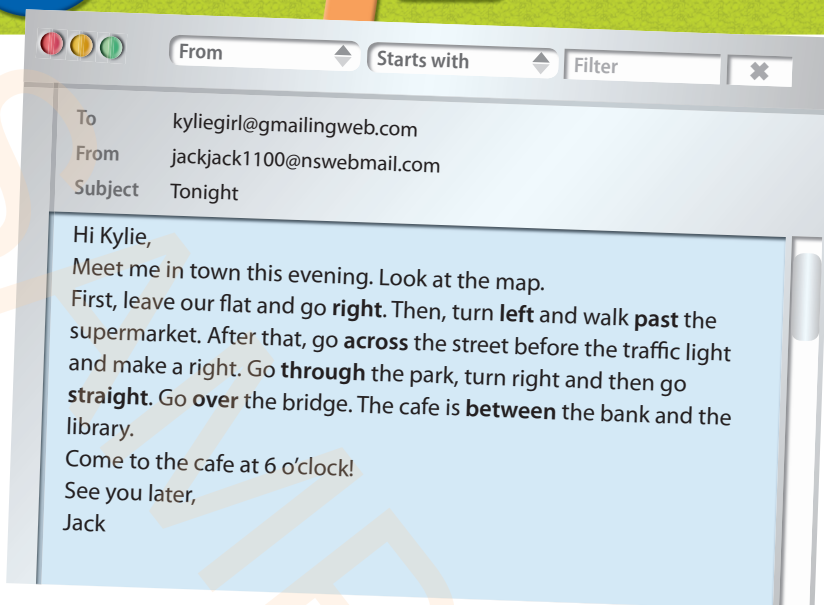 From
Starts with
Filter
To kyliegirl@gmailingweb.com
From jackjack1100@nswebmail.com
Subject Tonight
Hi Kylie,
Meet me in town this evening. Look at the map.
First, leave our flat and go right. Then, turn left and walk past the
supermarket. After that, go across the street before the traffic light
and make a right. Go through the park, turn right and then go
straight. Go over the bridge. The cafe is between the bank and the
library.
Come to the cafe at 6 o'clock!
See you later,
Jack